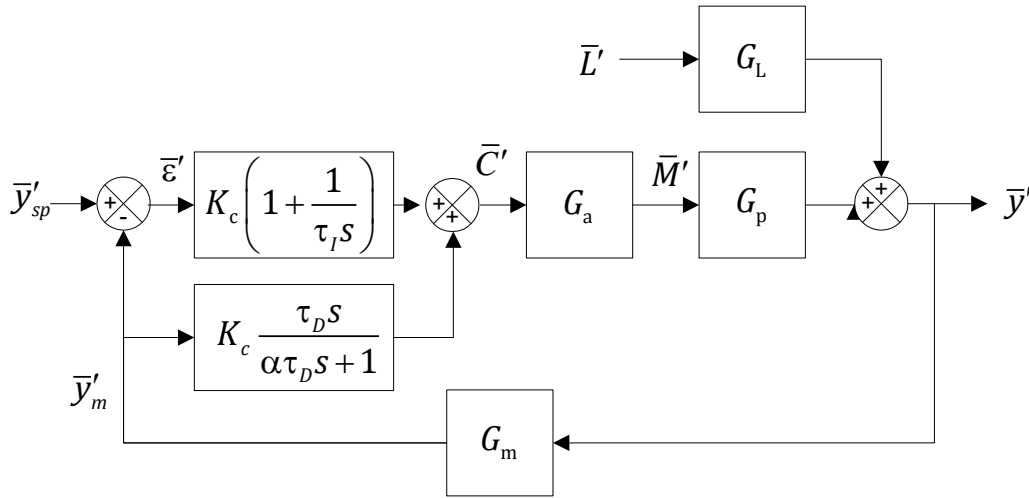 L̅′
G_L
y̅′_sp
+
-
ε̅′
K_c(1 + 1/(τ_I s))
+
+
C̅′
G_a
M̅′
G_p
+
+
y̅′
K_c τ_D s/(ατ_D s + 1)
y̅′_m
G_m